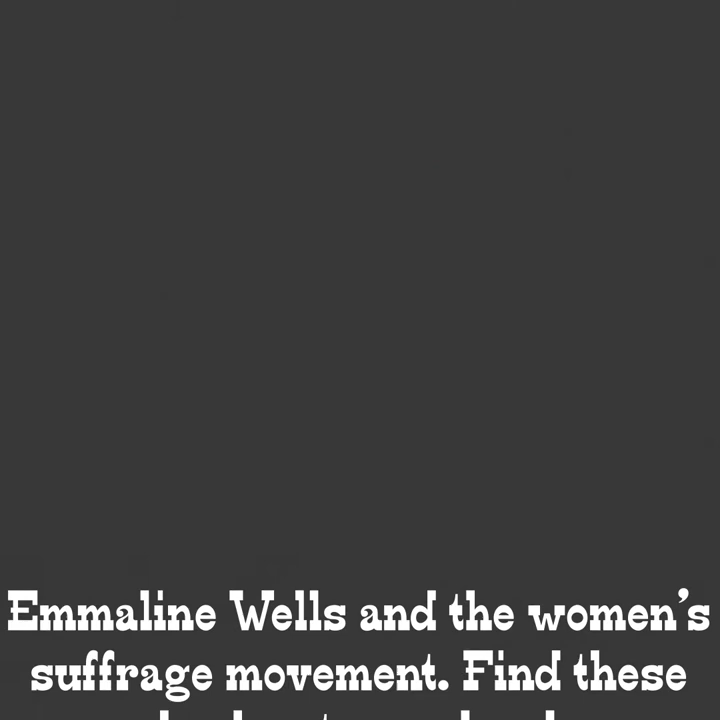 Emmaline Wells and the women’s
suffrage movement. Find these